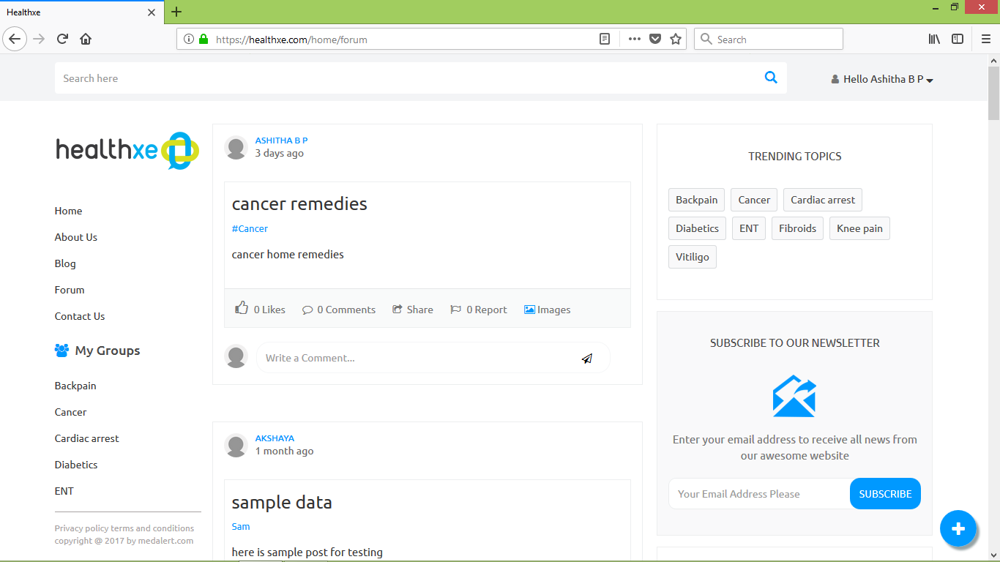 Healthxe
https://healthxe.com/home/forum
Search
Search here
Hello Ashitha B P
healthxe
Home
About Us
Blog
Forum
Contact Us
My Groups
Backpain
Cancer
Cardiac arrest
Diabetics
ENT
Privacy policy terms and conditions
copyright @ 2017 by medalert.com
ASHITHA B P
3 days ago
cancer remedies
#Cancer
cancer home remedies
0 Likes 0 Comments Share 0 Report Images
Write a Comment...
AKSHAYA
1 month ago
sample data
Sam
here is sample post for testing
TRENDING TOPICS
Backpain Cancer Cardiac arrest
Diabetics ENT Fibroids Knee pain
Vitiligo
SUBSCRIBE TO OUR NEWSLETTER
Enter your email address to receive all news from
our awesome website
Your Email Address Please SUBSCRIBE